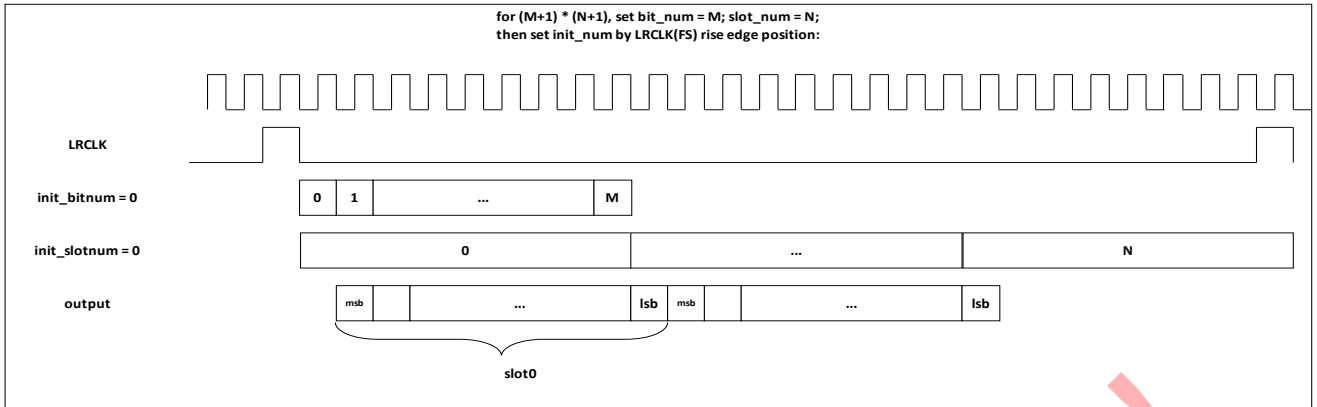 for (M+1) * (N+1), set bit_num = M; slot_num = N;
then set init_num by LRCLK(FS) rise edge position:
LRCLK
init_bitnum = 0
0 1 ... M
init_slotnum = 0
0 ... N
output
msb ... lsb msb ... lsb
slot0